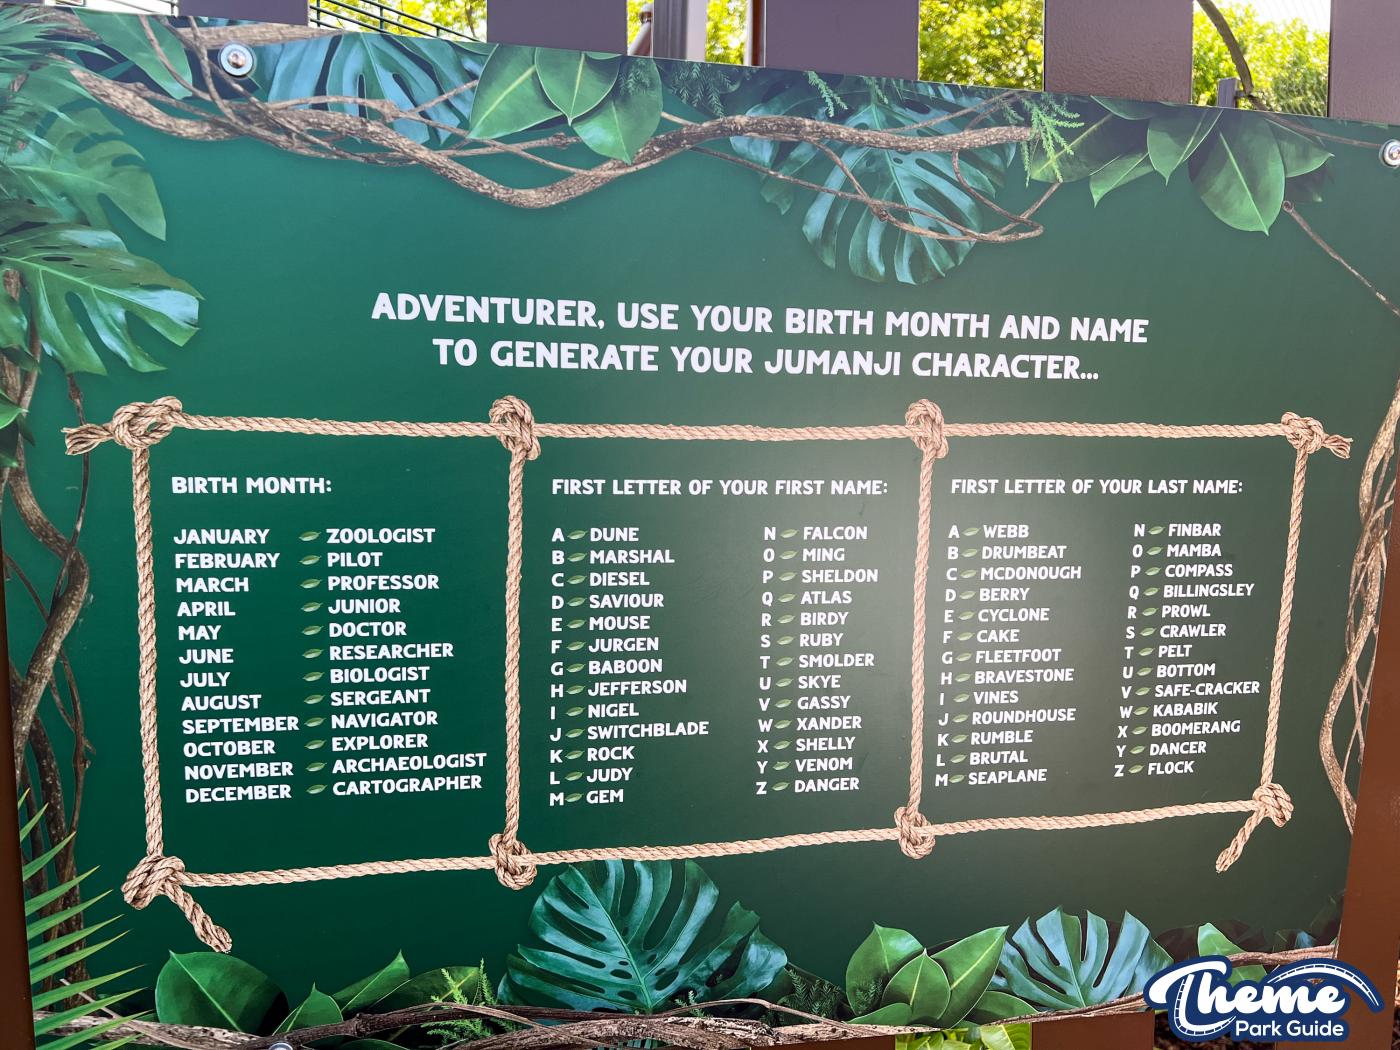 ADVENTURER, USE YOUR BIRTH MONTH AND NAME
TO GENERATE YOUR JUMANJI CHARACTER...
BIRTH MONTH:
JANUARY ZOOLOGIST
FEBRUARY PILOT
MARCH PROFESSOR
APRIL JUNIOR
MAY DOCTOR
JUNE RESEARCHER
JULY BIOLOGIST
AUGUST SERGEANT
SEPTEMBER NAVIGATOR
OCTOBER EXPLORER
NOVEMBER ARCHAEOLOGIST
DECEMBER CARTOGRAPHER
FIRST LETTER OF YOUR FIRST NAME:
A DUNE
B MARSHAL
C DIESEL
D SAVIOUR
E MOUSE
F JURGEN
G BABOON
H JEFFERSON
I NIGEL
J SWITCHBLADE
K ROCK
L JUDY
M GEM
N FALCON
O MING
P SHELDON
Q ATLAS
R BIRDY
S RUBY
T SMOLDER
U SKYE
V GASSY
W XANDER
X SHELLY
Y VENOM
Z DANGER
FIRST LETTER OF YOUR LAST NAME:
A WEBB
B DRUMBEAT
C MCDONOUGH
D BERRY
E CYCLONE
F CAKE
G FLEETFOOT
H BRAVESTONE
I VINES
J ROUNDHOUSE
K RUMBLE
L BRUTAL
M SEAPLANE
N FINBAR
O MAMBA
P COMPASS
Q BILLINGSLEY
R PROWL
S CRAWLER
T PELT
U BOTTOM
V SAFE-CRACKER
W KABABIK
X BOOMERANG
Y DANCER
Z FLOCK
Theme
Park Guide